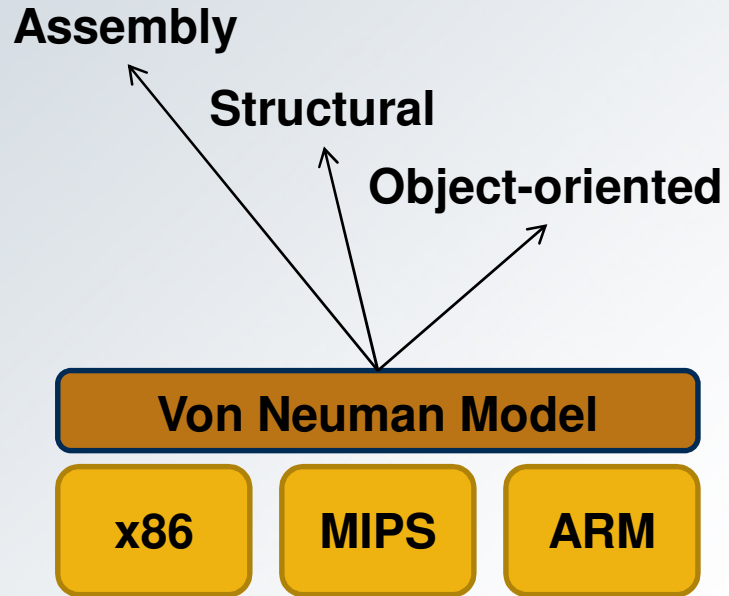 Assembly
Structural
Object-oriented
Von Neuman Model
x86
MIPS
ARM